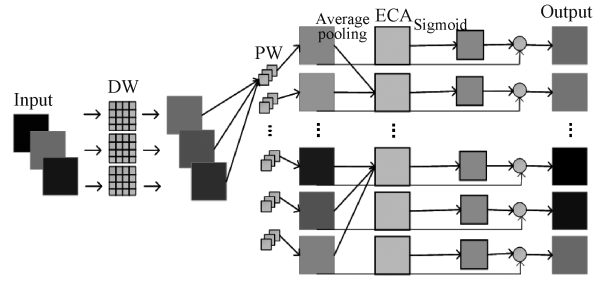 Input
DW
PW
Average
pooling
ECA
Sigmoid
Output